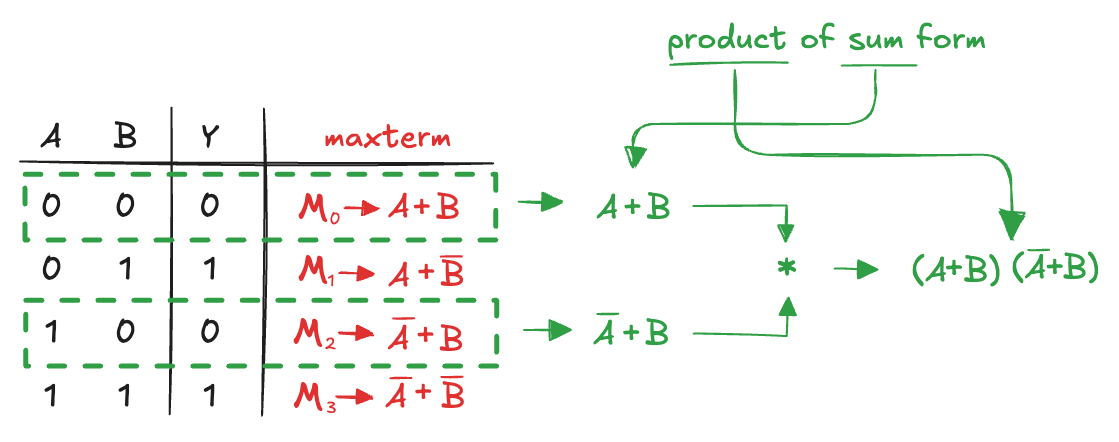 product of sum form
A B Y maxterm
0 0 0 M₀ → A + B → A + B
0 1 1 M₁ → A + B̅ * → (A+B) (A̅+B)
1 0 0 M₂ → A̅ + B → A̅ + B
1 1 1 M₃ → A̅ + B̅